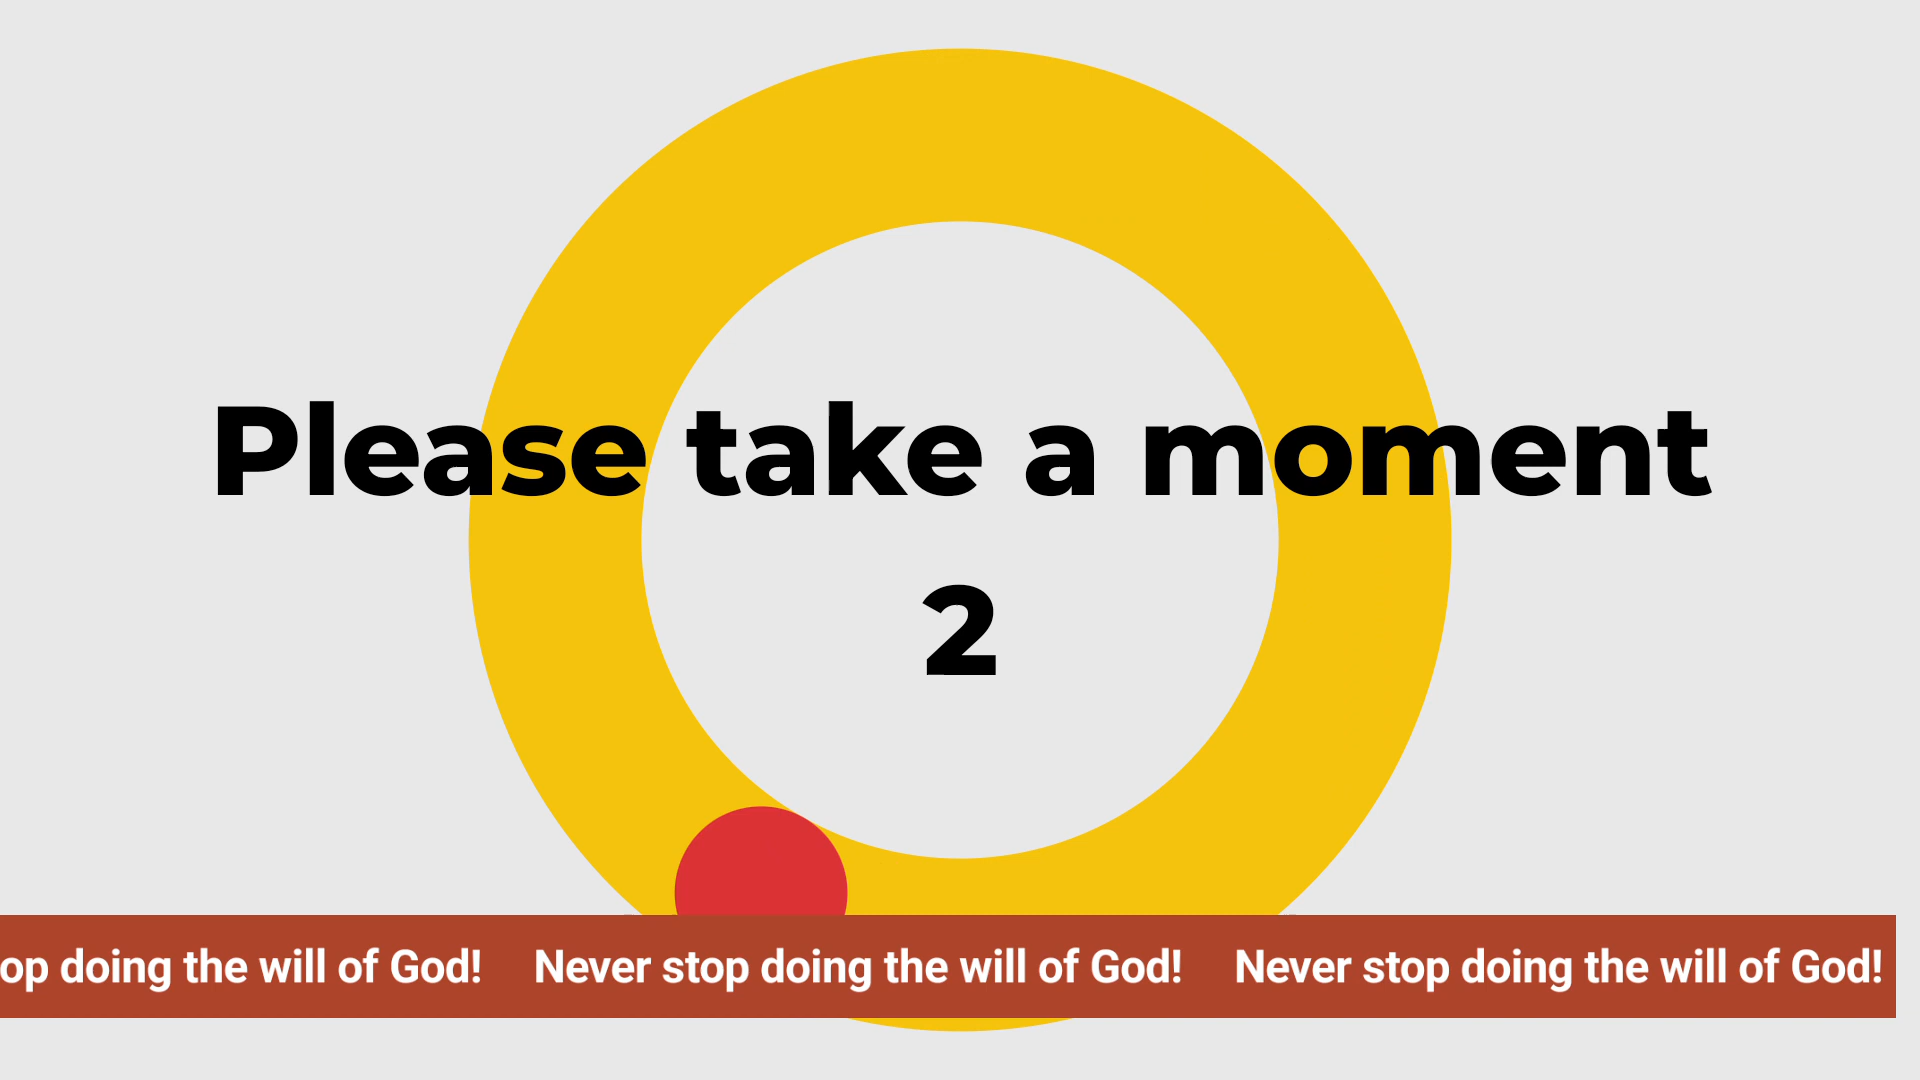 Please take a moment
2
op doing the will of God! Never stop doing the will of God! Never stop doing the will of God!